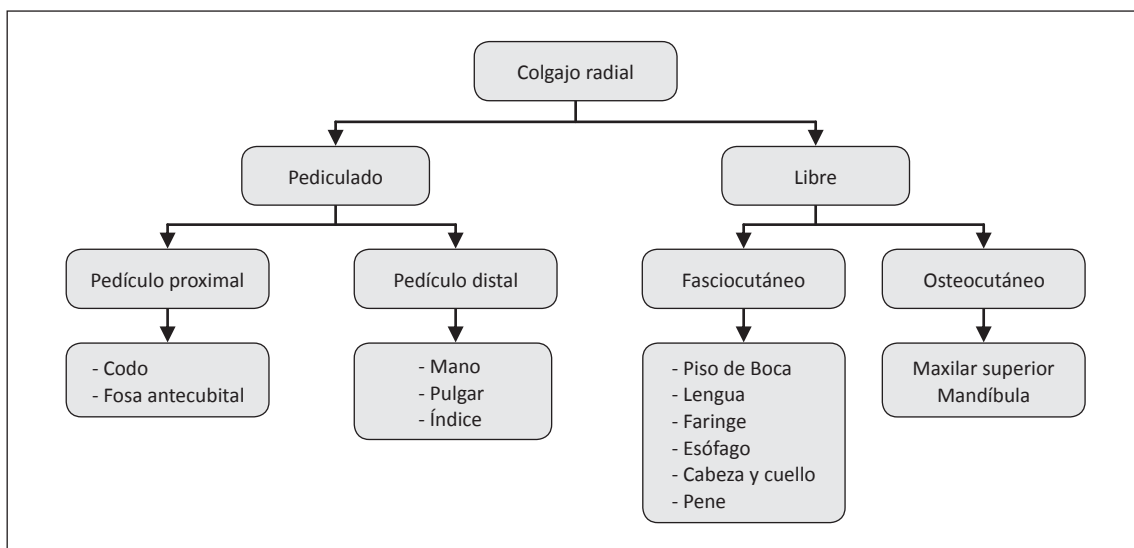 Colgajo radial
Pediculado
Libre
Pedículo proximal
Pedículo distal
Fasciocutáneo
Osteocutáneo
- Codo
- Fosa antecubital
- Mano
- Pulgar
- Índice
- Piso de Boca
- Lengua
- Faringe
- Esófago
- Cabeza y cuello
- Pene
Maxilar superior
Mandíbula